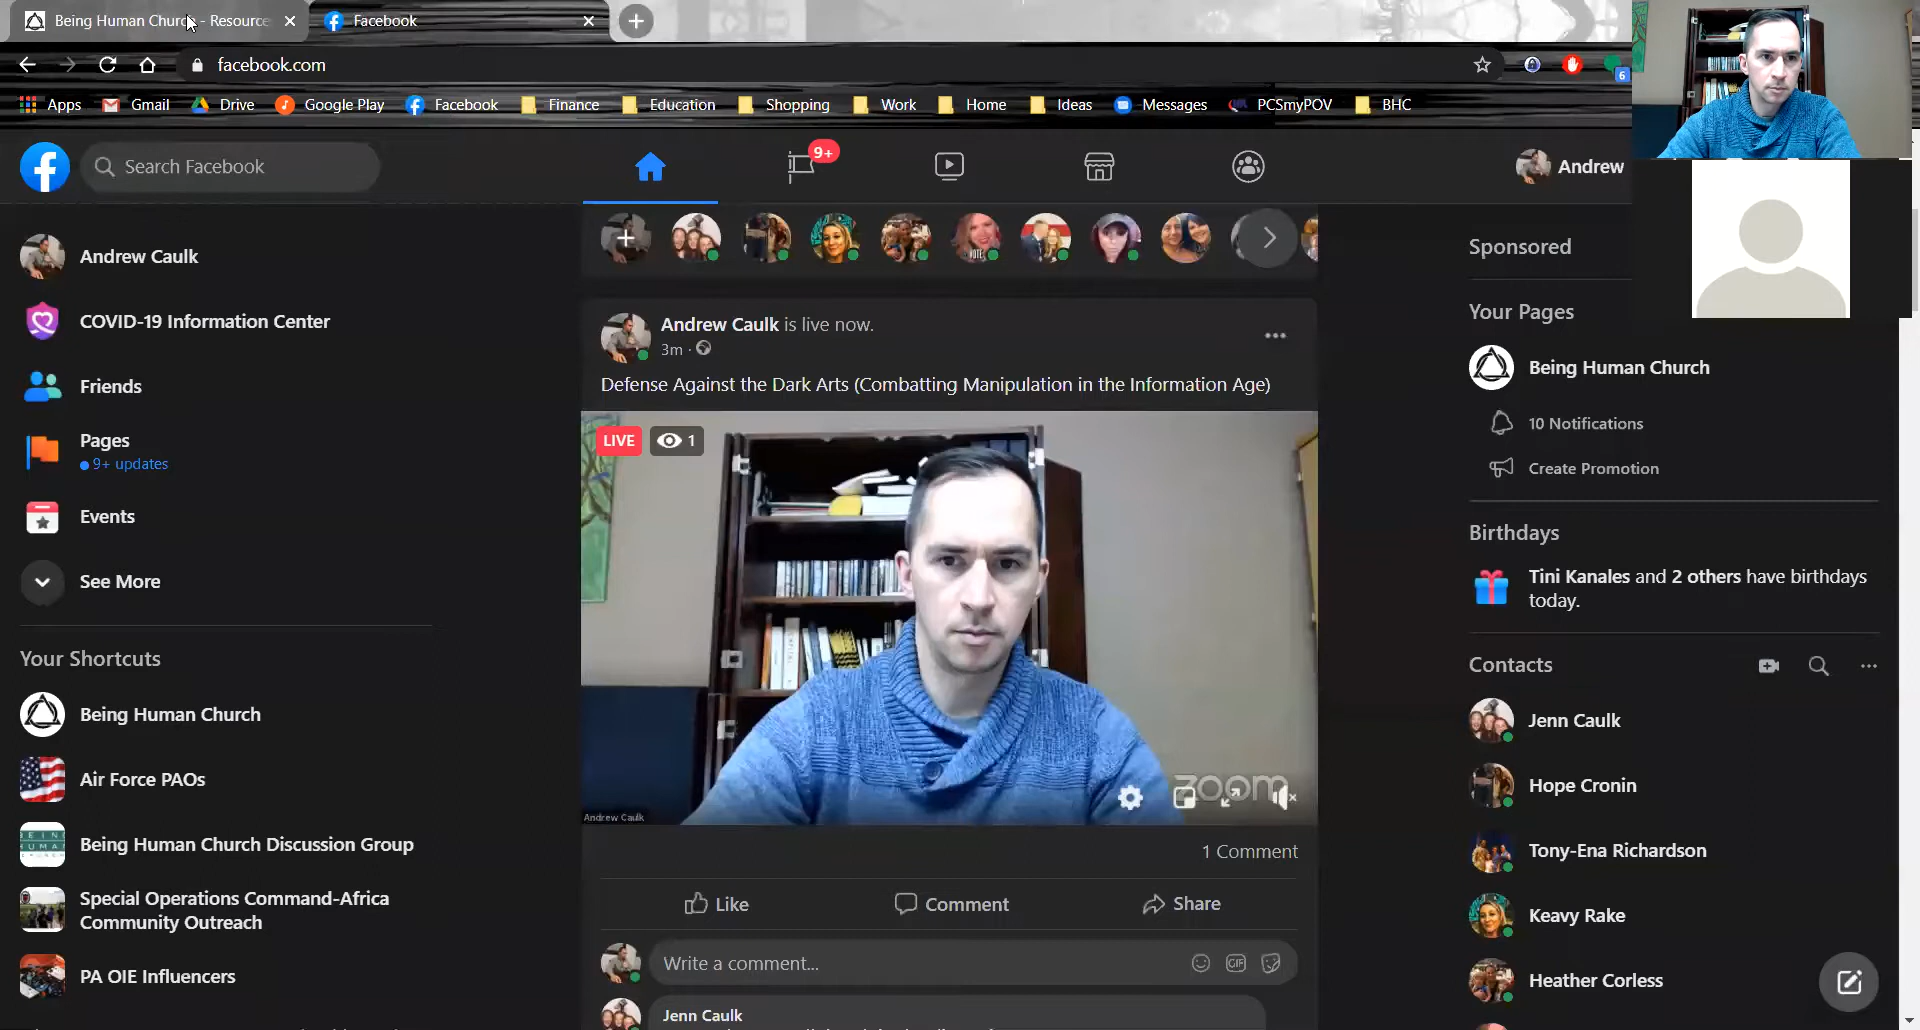 Being Human Church - Resource
Facebook
facebook.com
6
Apps
Gmail
Drive
Google Play
Facebook
Finance
Education
Shopping
Work
Home
Ideas
Messages
PCSmyPOV
BHC
Search Facebook
9+
Andrew
Andrew Caulk
COVID-19 Information Center
Friends
Pages
9+ updates
Events
See More
Your Shortcuts
Being Human Church
Air Force PAOs
Being Human Church Discussion Group
Special Operations Command-Africa
Community Outreach
PA OIE Influencers
VOTE
Andrew Caulk is live now.
3m ·
Defense Against the Dark Arts (Combatting Manipulation in the Information Age)
LIVE
1
zoom
Andrew Caulk
1 Comment
Like
Comment
Share
Write a comment...
GIF
Jenn Caulk
Sponsored
Your Pages
Being Human Church
10 Notifications
Create Promotion
Birthdays
Tini Kanales and 2 others have birthdays
today.
Contacts
Jenn Caulk
Hope Cronin
Tony-Ena Richardson
Keavy Rake
Heather Corless